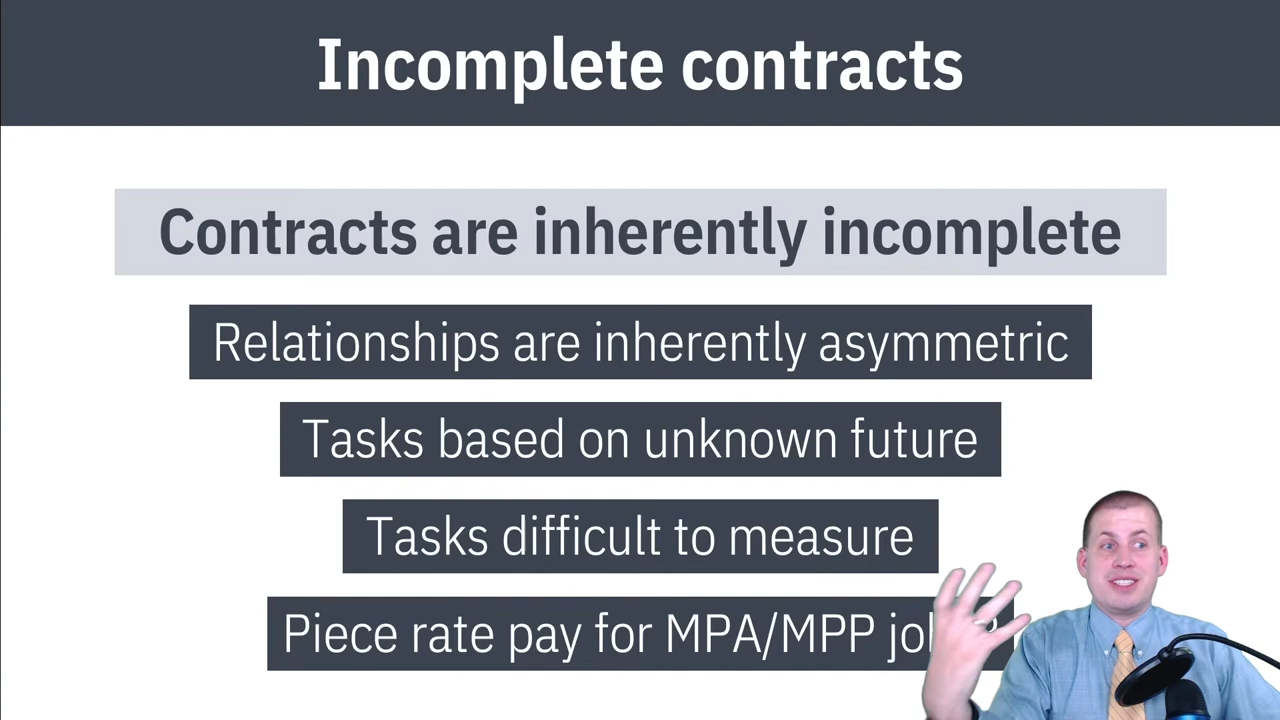 Incomplete contracts
Contracts are inherently incomplete
Relationships are inherently asymmetric
Tasks based on unknown future
Tasks difficult to measure
Piece rate pay for MPA/MPP